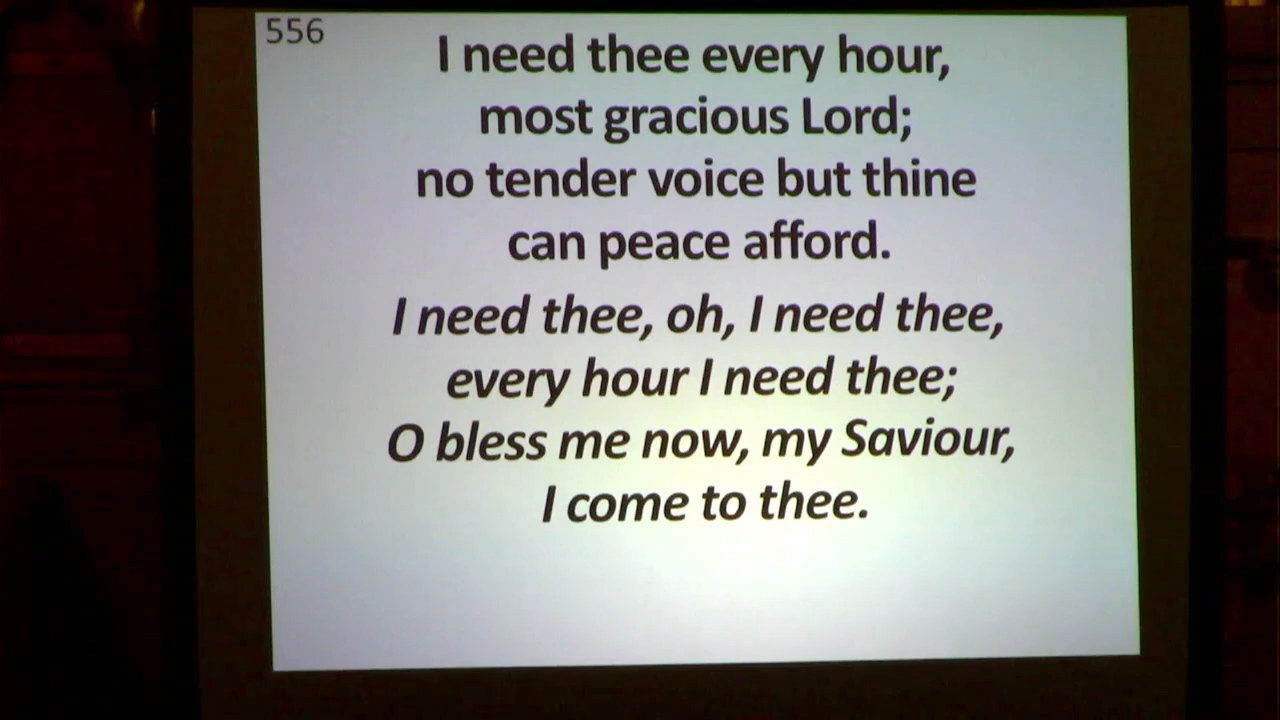 556
I need thee every hour,
most gracious Lord;
no tender voice but thine
can peace afford.
I need thee, oh, I need thee,
every hour I need thee;
O bless me now, my Saviour,
I come to thee.